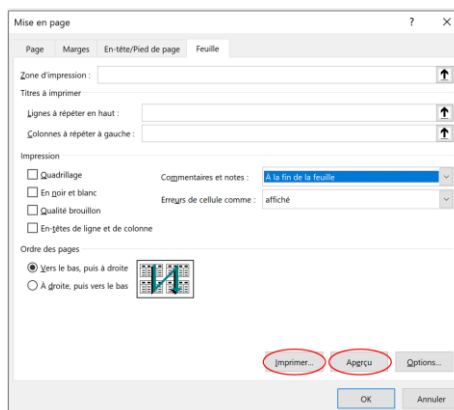 Mise en page ? ×
Page Marges En-tête/Pied de page Feuille
Zone d'impression :
Titres à imprimer
Lignes à répéter en haut :
Colonnes à répéter à gauche :
Impression
Quadrillage
Commentaires et notes : À la fin de la feuille
En noir et blanc
Erreurs de cellule comme : affiché
Qualité brouillon
En-têtes de ligne et de colonne
Ordre des pages
Vers le bas, puis à droite
À droite, puis vers le bas
Imprimer... Aperçu Options...
OK Annuler